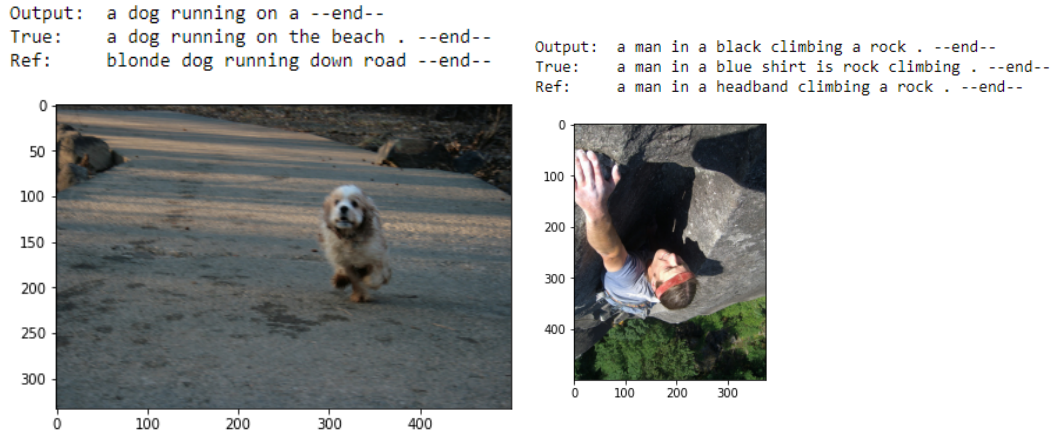 Output: a dog running on a --end--
True: a dog running on the beach . --end--
Ref: blonde dog running down road --end--
Output: a man in a black climbing a rock . --end--
True: a man in a blue shirt is rock climbing . --end--
Ref: a man in a headband climbing a rock . --end--
0
50
100
150
200
250
300
0 100 200 300 400
0
100
200
300
400
0 100 200 300